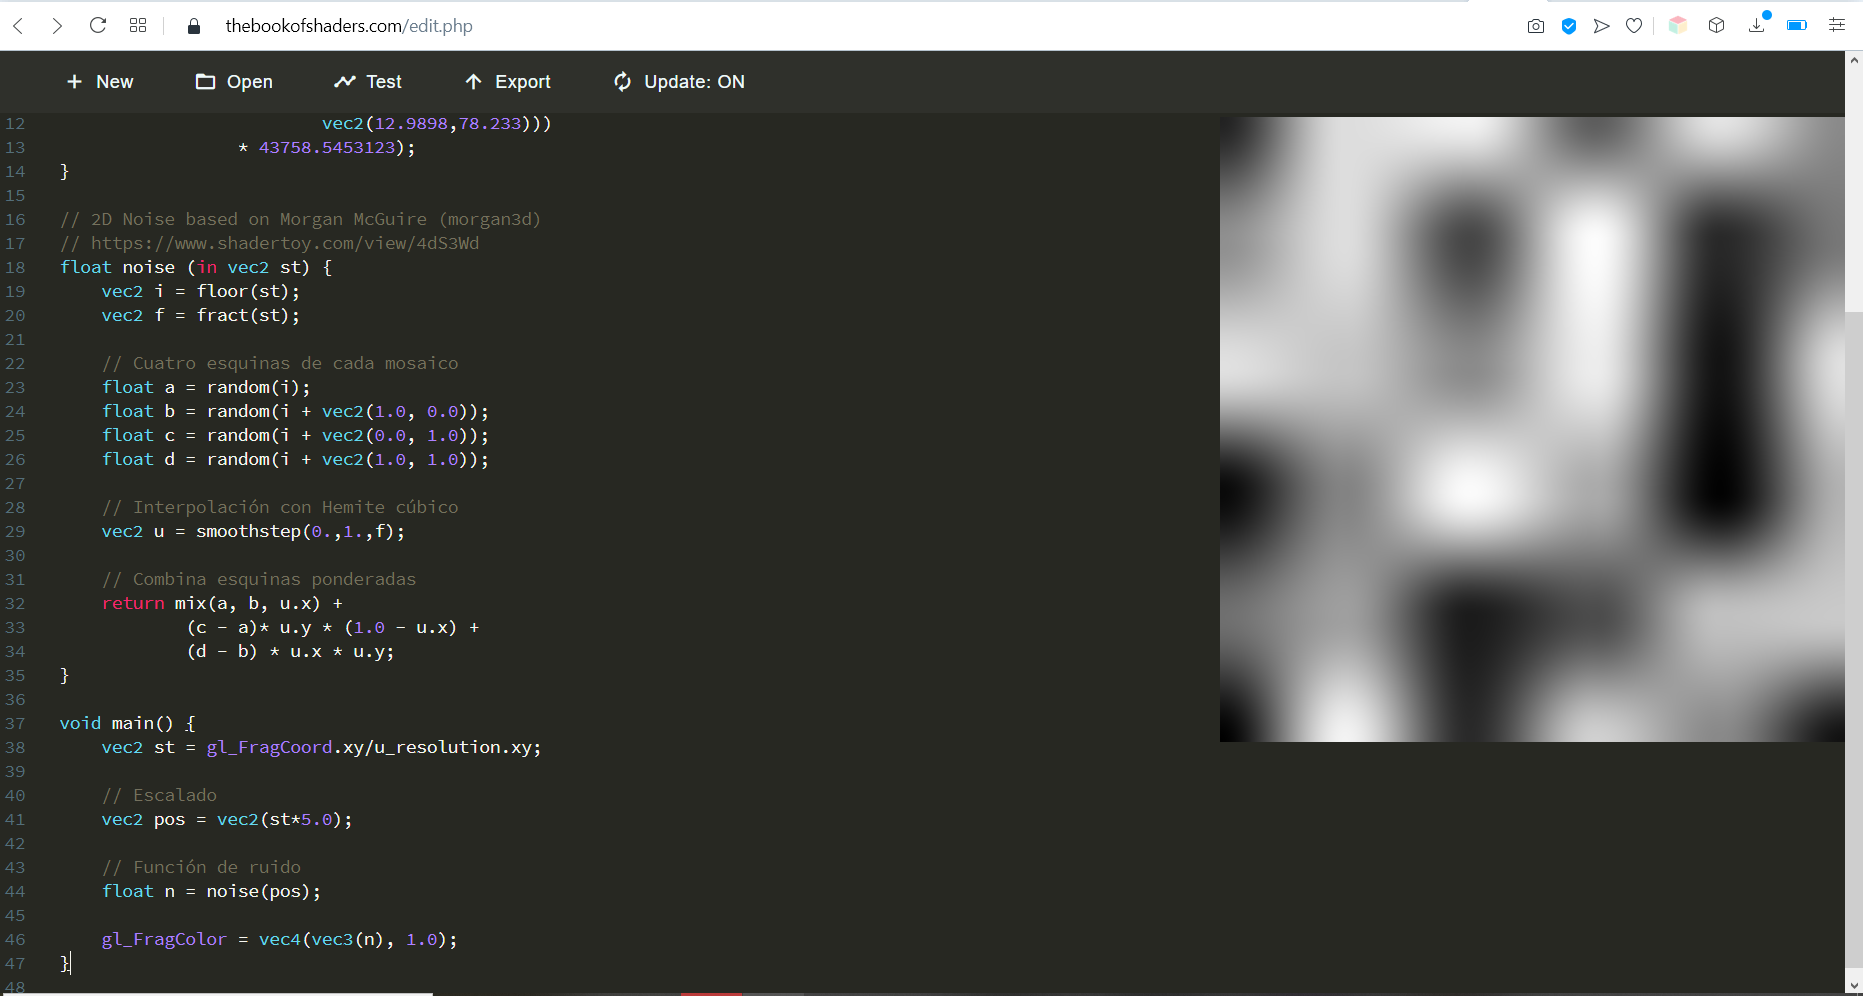 thebookofshaders.com/edit.php
+ New Open Test Export Update: ON
12 vec2(12.9898,78.233)))
13 * 43758.5453123);
14 }
15
16 // 2D Noise based on Morgan McGuire (morgan3d)
17 // https://www.shadertoy.com/view/4dS3Wd
18 float noise (in vec2 st) {
19 vec2 i = floor(st);
20 vec2 f = fract(st);
21
22 // Cuatro esquinas de cada mosaico
23 float a = random(i);
24 float b = random(i + vec2(1.0, 0.0));
25 float c = random(i + vec2(0.0, 1.0));
26 float d = random(i + vec2(1.0, 1.0));
27
28 // Interpolación con Hemite cúbico
29 vec2 u = smoothstep(0.,1.,f);
30
31 // Combina esquinas ponderadas
32 return mix(a, b, u.x) +
33 (c - a)* u.y * (1.0 - u.x) +
34 (d - b) * u.x * u.y;
35 }
36
37 void main() {
38 vec2 st = gl_FragCoord.xy/u_resolution.xy;
39
40 // Escalado
41 vec2 pos = vec2(st*5.0);
42
43 // Función de ruido
44 float n = noise(pos);
45
46 gl_FragColor = vec4(vec3(n), 1.0);
47 }
48